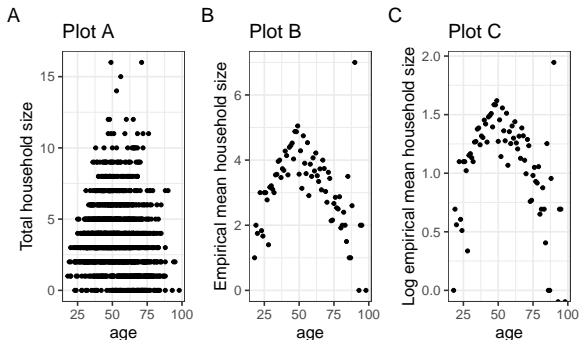 A
Plot A
Total household size
15
10
5
0
25
50
75
100
age
B
Plot B
Empirical mean household size
6
4
2
0
25
50
75
100
age
C
Plot C
Log empirical mean household size
2.0
1.5
1.0
0.5
0.0
25
50
75
100
age